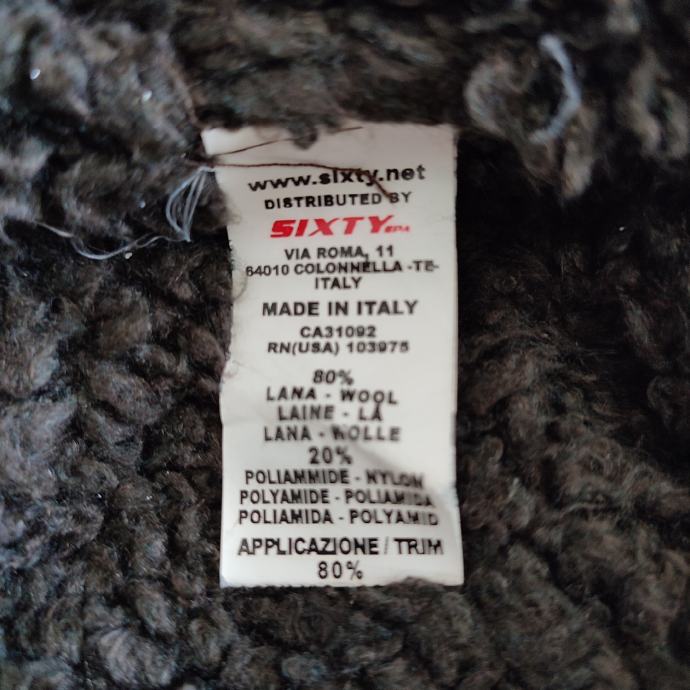 www.sixty.net
DISTRIBUTED BY
SIXTY SPA
VIA ROMA, 11
64010 COLONNELLA -TE-
ITALY
MADE IN ITALY
CA31092
RN(USA) 103975
80%
LANA - WOOL
LAINE - LÃ
LANA - WOLLE
20%
POLIAMMIDE - NYLON
POLYAMIDE - POLIAMIDA
POLIAMIDA - POLYAMID
APPLICAZIONE / TRIM
80%